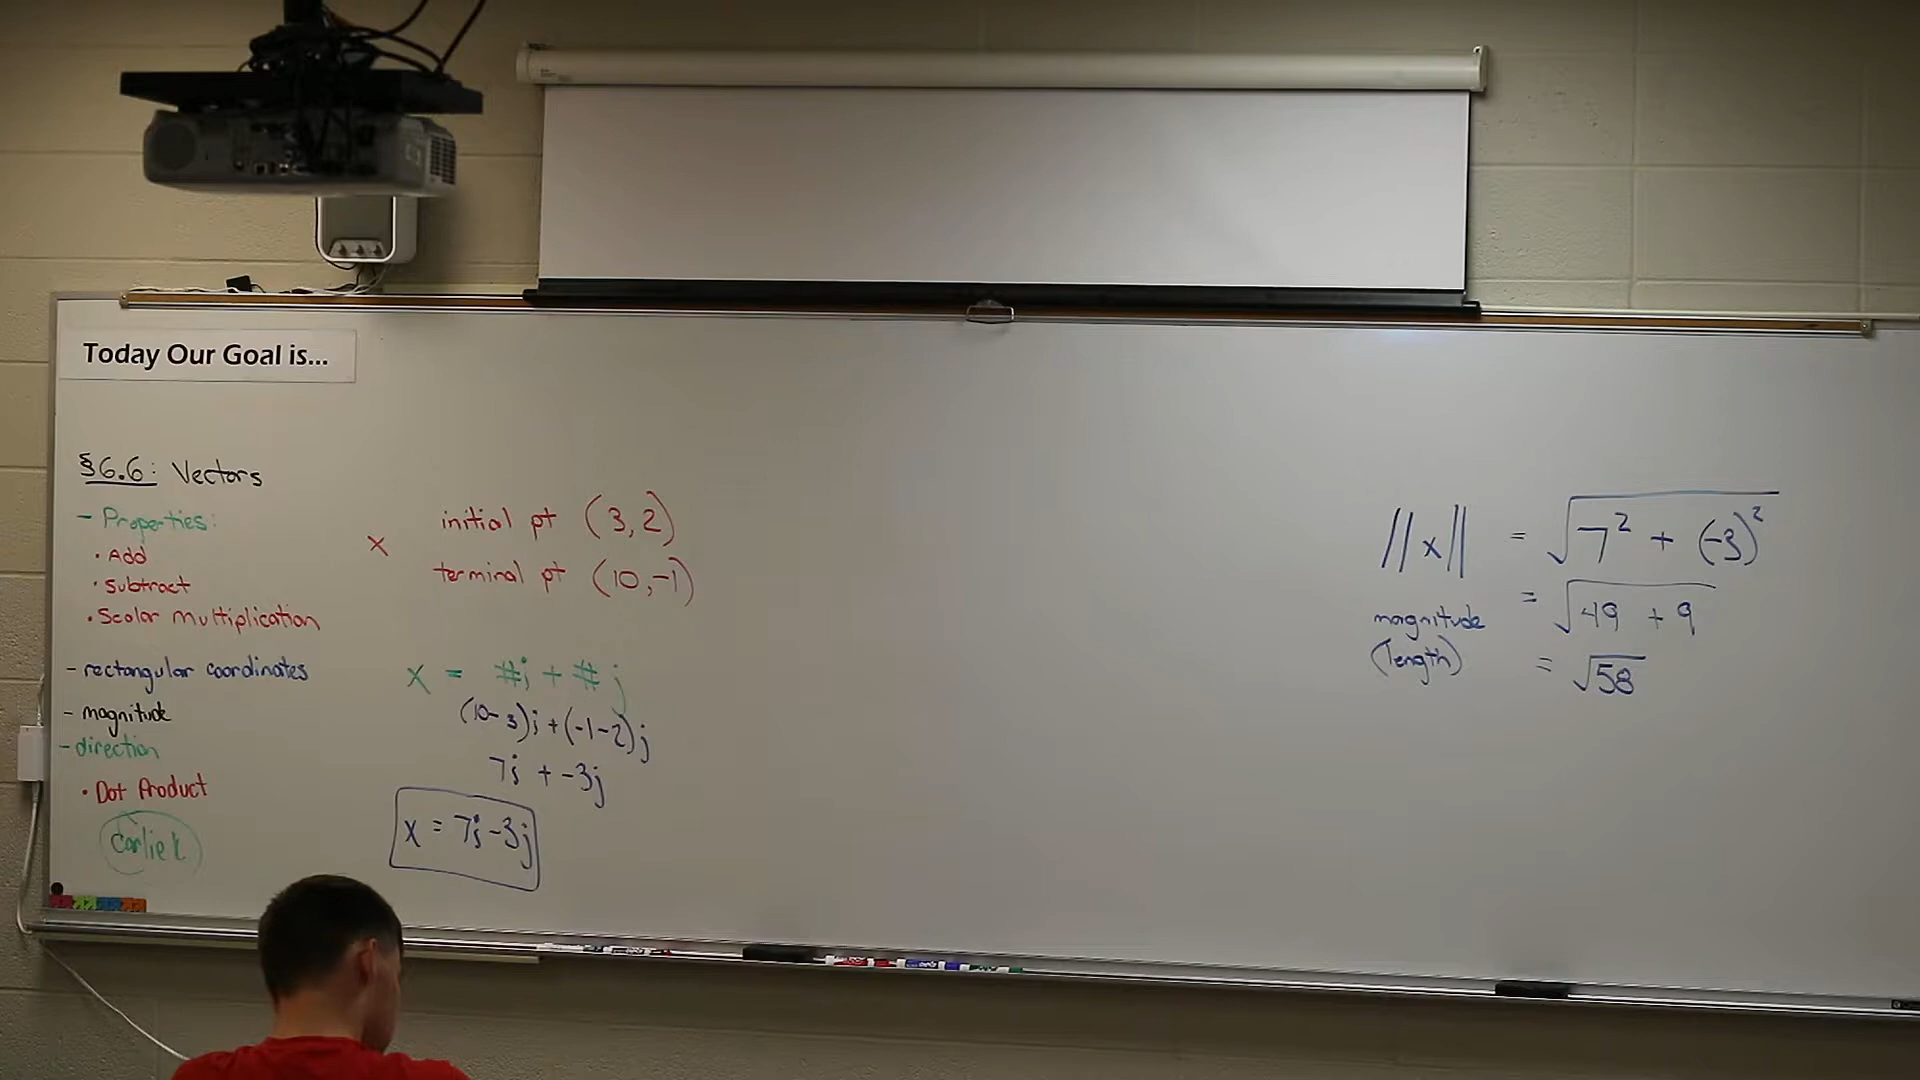 Today Our Goal is...
§6.6: Vectors
- Properties:
• Add
• Subtract
• Scalar multiplication
- rectangular coordinates
- magnitude
- direction
• Dot Product
x
initial pt (3, 2)
terminal pt (10, -1)
x = #i + #j
(10-3)i + (-1-2)j
7i + -3j
x = 7i - 3j
||x|| = √7² + (-3)²
= √49 + 9
= √58
magnitude
(length)